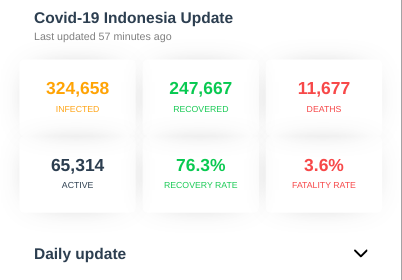 Covid-19 Indonesia Update
Last updated 57 minutes ago
324,658 247,667 11,677
INFECTED RECOVERED DEATHS
65,314 76.3% 3.6%
ACTIVE RECOVERY RATE FATALITY RATE
Daily update